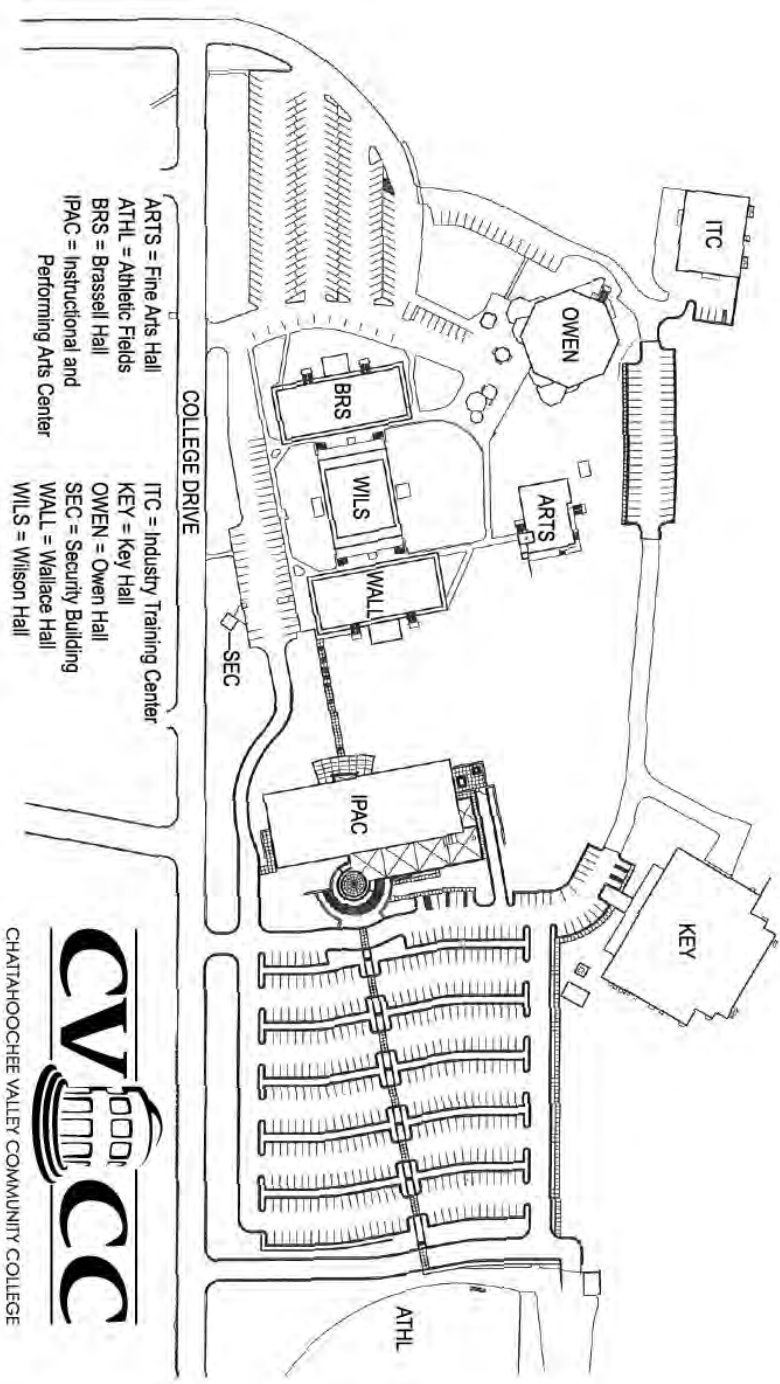 ITC
OWEN
KEY
ARTS
BRS
WILS
WALL
IPAC
SEC
ATHL
COLLEGE DRIVE
ARTS = Fine Arts Hall
ATHL = Athletic Fields
BRS = Brassell Hall
IPAC = Instructional and
Performing Arts Center
ITC = Industry Training Center
KEY = Key Hall
OWEN = Owen Hall
SEC = Security Building
WALL = Wallace Hall
WILS = Wilson Hall
CV CC
CHATTAHOOCHEE VALLEY COMMUNITY COLLEGE